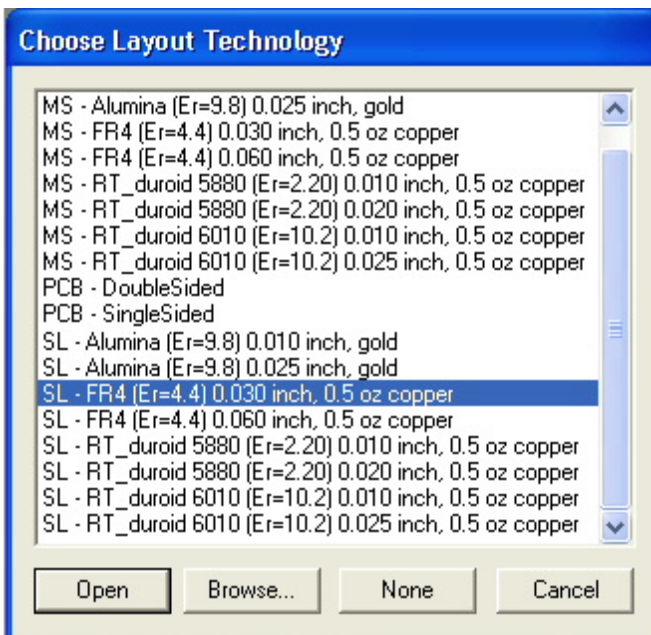 Choose Layout Technology
MS - Alumina (Er=9.8) 0.025 inch, gold
MS - FR4 (Er=4.4) 0.030 inch, 0.5 oz copper
MS - FR4 (Er=4.4) 0.060 inch, 0.5 oz copper
MS - RT_duroid 5880 (Er=2.20) 0.010 inch, 0.5 oz copper
MS - RT_duroid 5880 (Er=2.20) 0.020 inch, 0.5 oz copper
MS - RT_duroid 6010 (Er=10.2) 0.010 inch, 0.5 oz copper
MS - RT_duroid 6010 (Er=10.2) 0.025 inch, 0.5 oz copper
PCB - DoubleSided
PCB - SingleSided
SL - Alumina (Er=9.8) 0.010 inch, gold
SL - Alumina (Er=9.8) 0.025 inch, gold
SL - FR4 (Er=4.4) 0.030 inch, 0.5 oz copper
SL - FR4 (Er=4.4) 0.060 inch, 0.5 oz copper
SL - RT_duroid 5880 (Er=2.20) 0.010 inch, 0.5 oz copper
SL - RT_duroid 5880 (Er=2.20) 0.020 inch, 0.5 oz copper
SL - RT_duroid 6010 (Er=10.2) 0.010 inch, 0.5 oz copper
SL - RT_duroid 6010 (Er=10.2) 0.025 inch, 0.5 oz copper
Open Browse... None Cancel